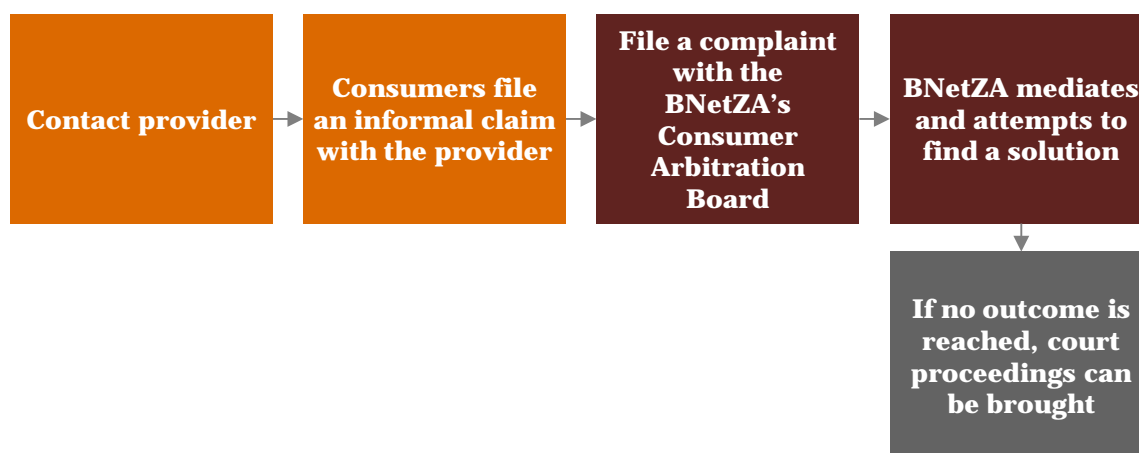 Contact provider
Consumers file
an informal claim
with the provider
File a complaint
with the
BNetZA’s
Consumer
Arbitration
Board
BNetZA mediates
and attempts to
find a solution
If no outcome is
reached, court
proceedings can
be brought